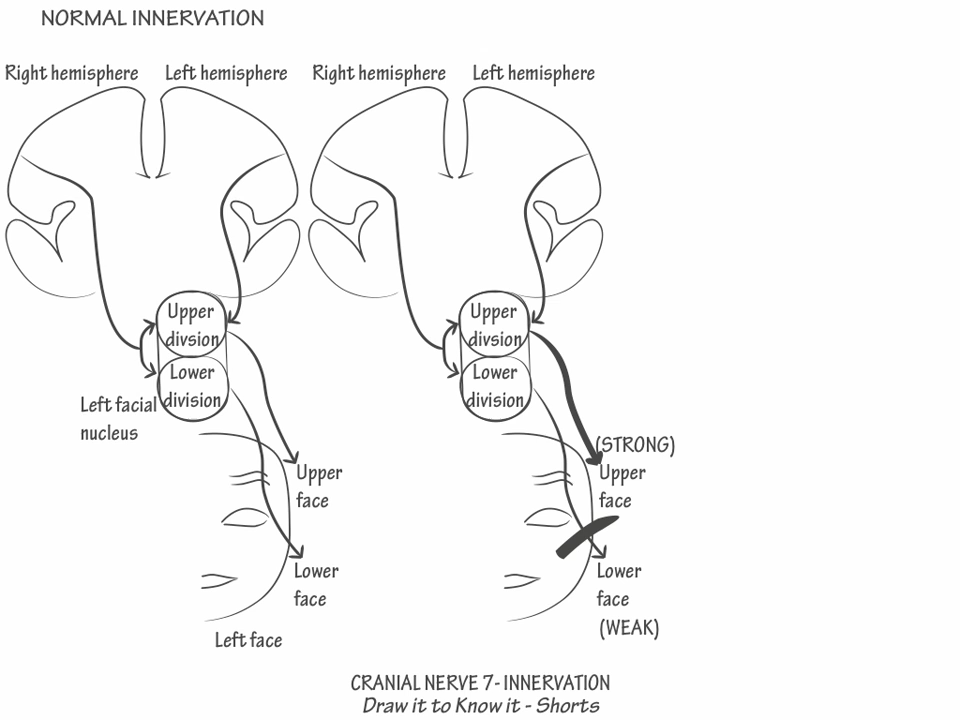 NORMAL INNERVATION
Right hemisphere
Left hemisphere
Right hemisphere
Left hemisphere
Upper
divsion
Lower
division
Left facial
nucleus
Upper
face
Lower
face
Left face
Upper
divsion
Lower
division
(STRONG)
Upper
face
Lower
face
(WEAK)
CRANIAL NERVE 7- INNERVATION
Draw it to Know it - Shorts